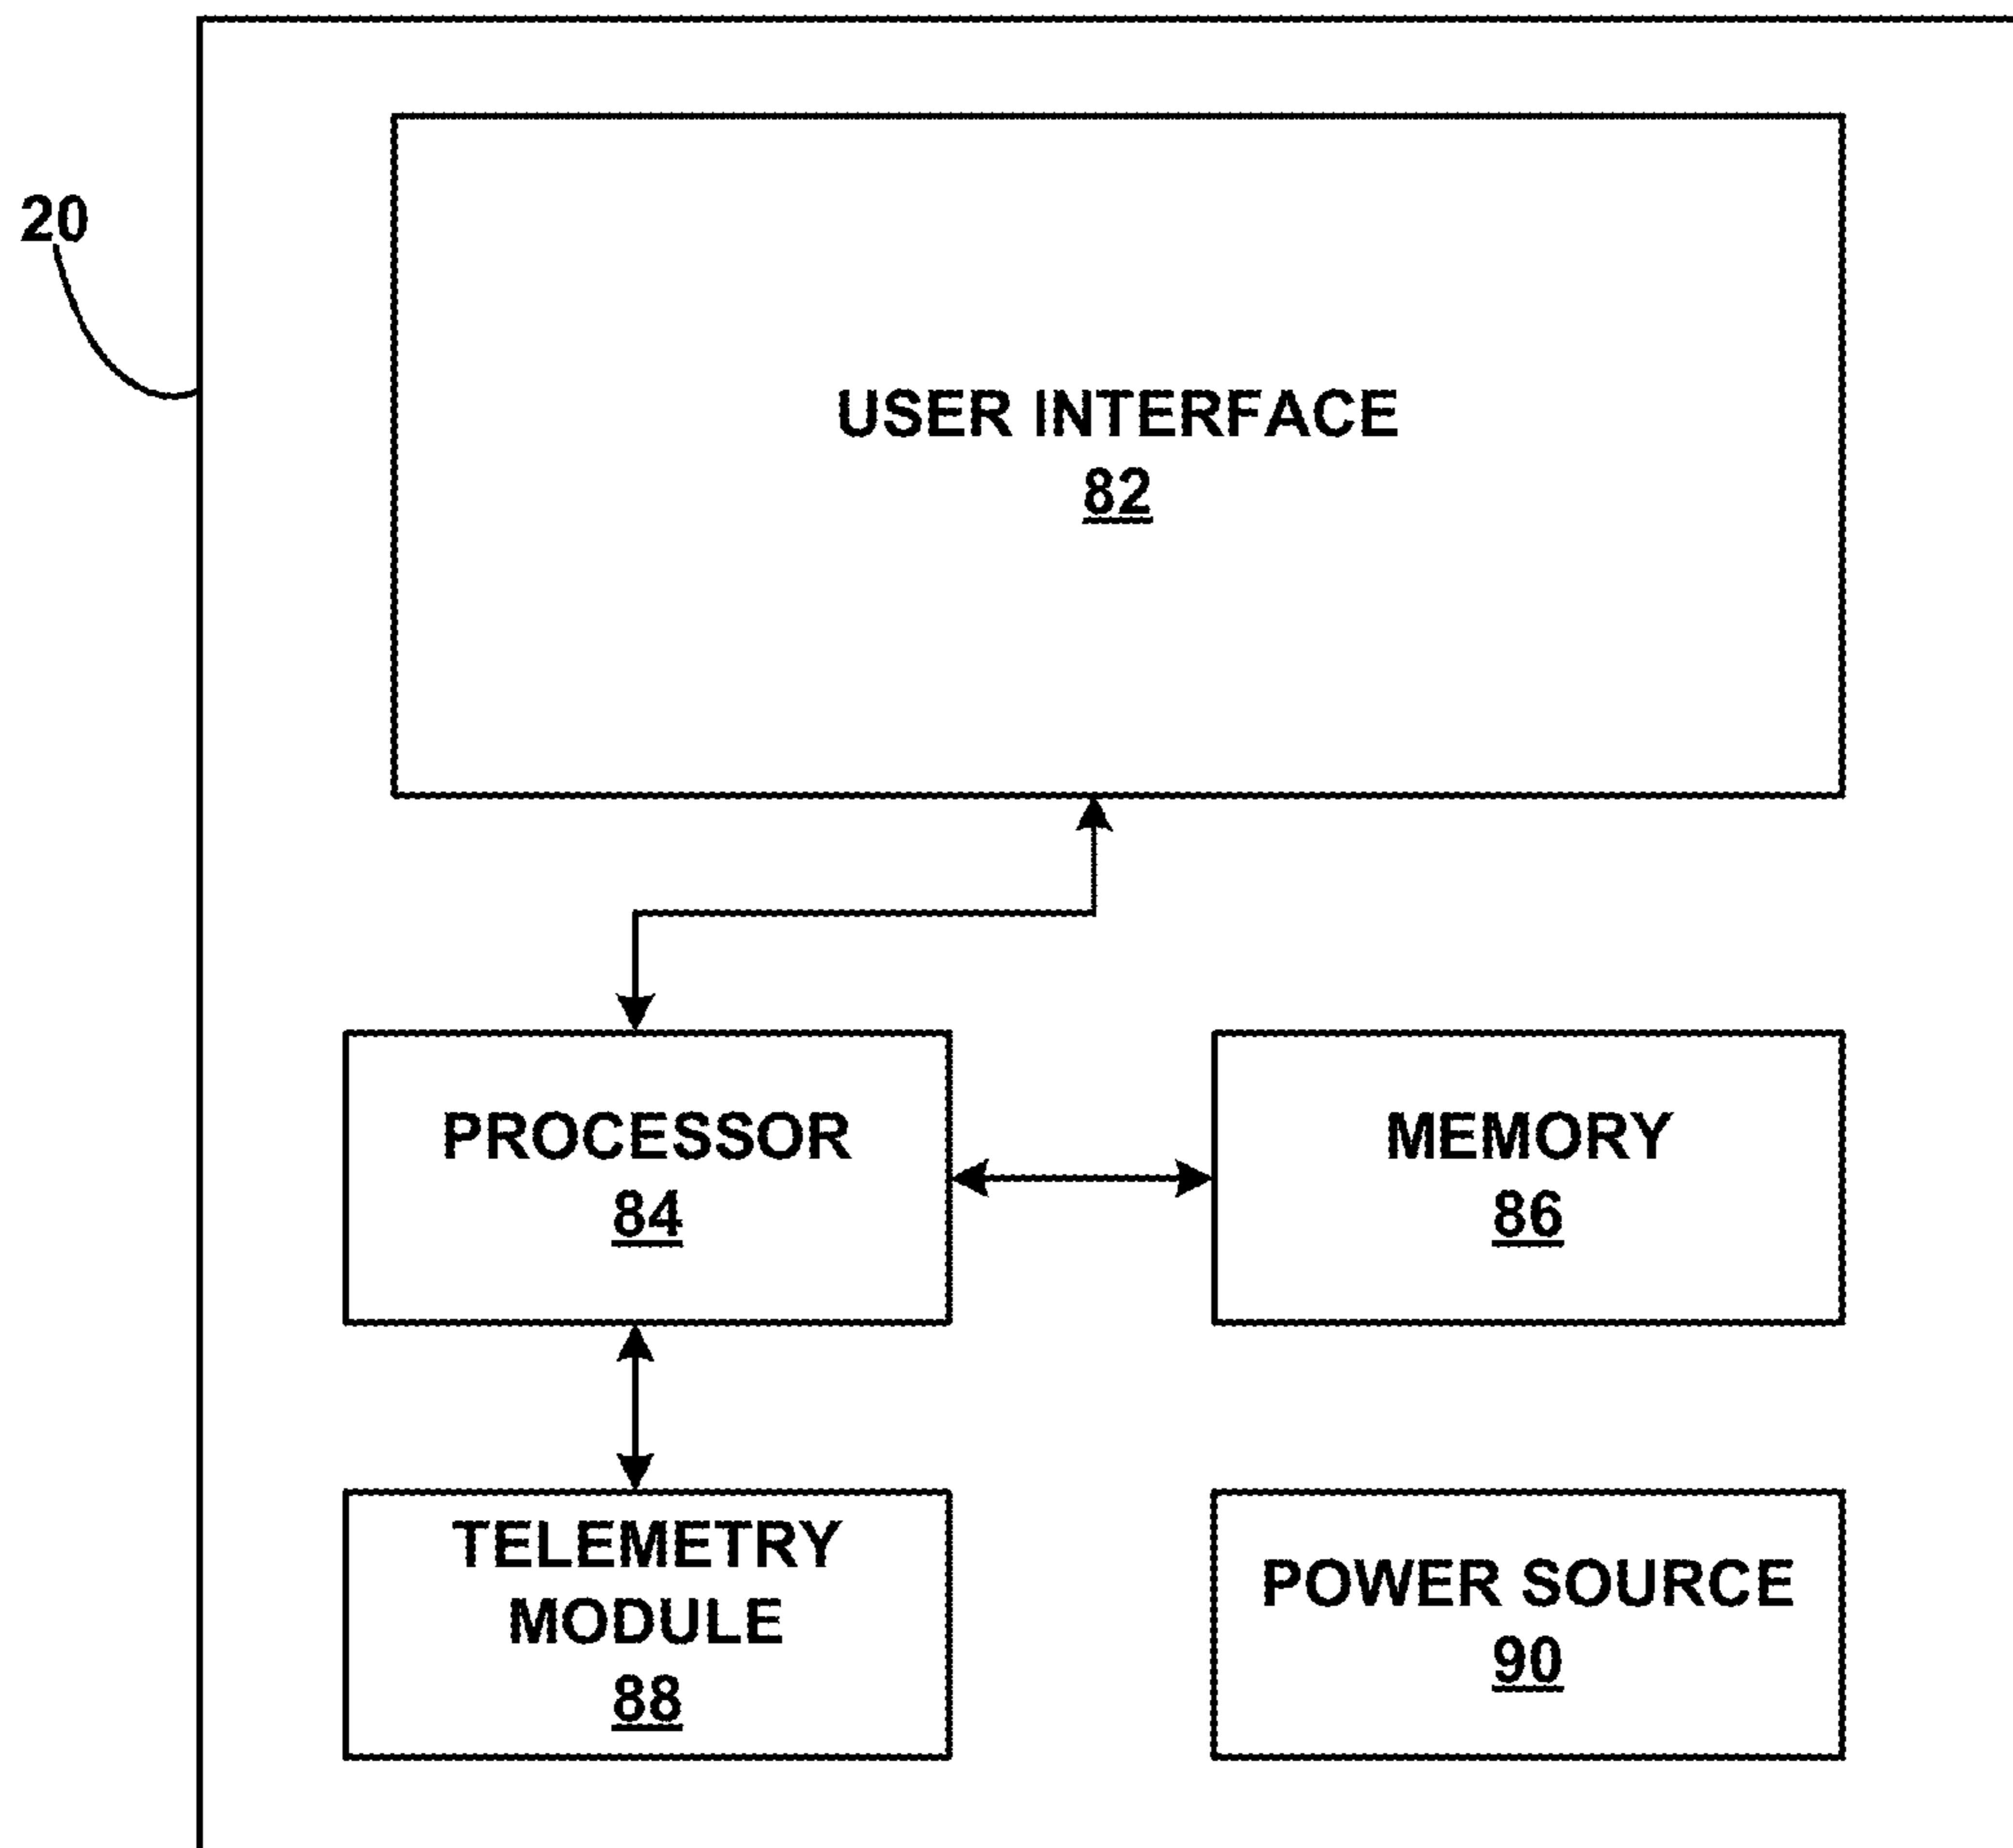 20
USER INTERFACE
82
PROCESSOR
84
MEMORY
86
TELEMETRY
MODULE
88
POWER SOURCE
90